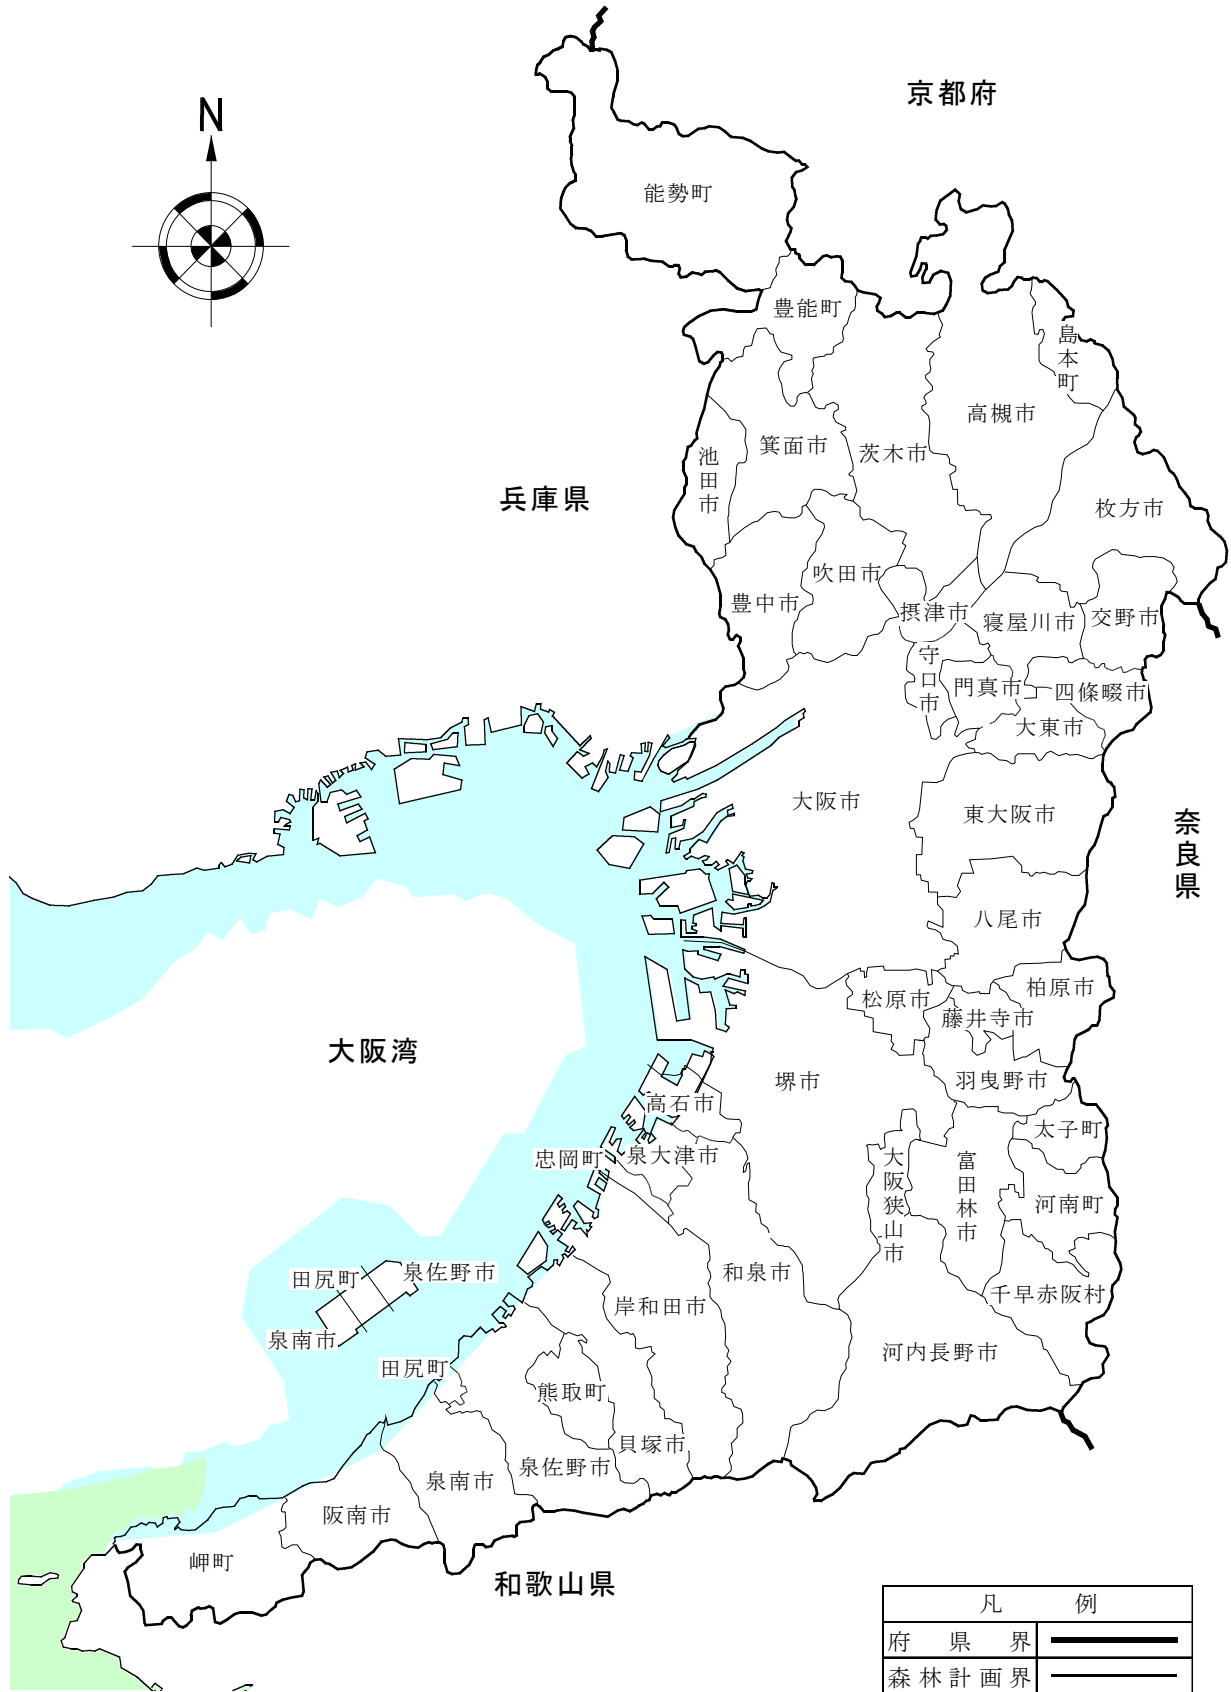 京都府
N
能勢町
豊能町
島本町
高槻市
箕面市
茨木市
池田市
兵庫県
枚方市
吹田市
豊中市
摂津市
寝屋川市
交野市
守口市
門真市
四條畷市
大東市
大阪市
東大阪市
奈良県
八尾市
柏原市
松原市
藤井寺市
大阪湾
堺市
羽曳野市
高石市
太子町
忠岡町
泉大津市
大阪狭山市
富田林市
河南町
和泉市
田尻町
泉佐野市
千早赤阪村
岸和田市
泉南市
河内長野市
田尻町
熊取町
貝塚市
泉佐野市
泉南市
阪南市
岬町
和歌山県
凡 例
府県界
森林計画界